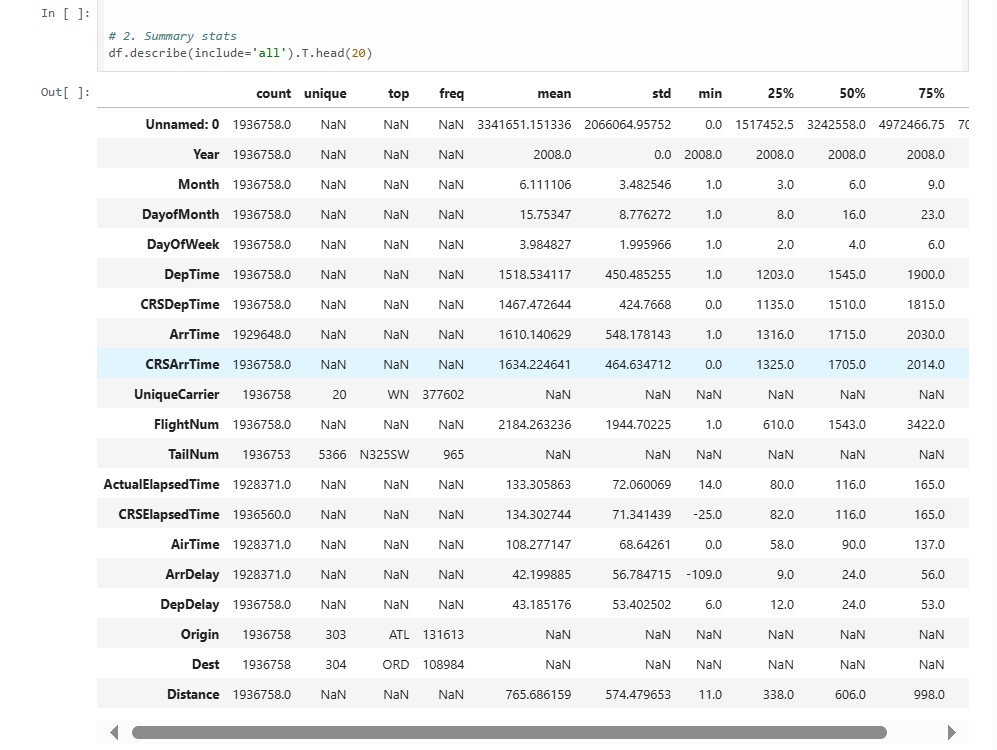 In [ ]:
# 2. Summary stats
df.describe(include='all').T.head(20)
Out[ ]:
count unique top freq mean std min 25% 50% 75%
Unnamed: 0 1936758.0 NaN NaN NaN 3341651.151336 2066064.95752 0.0 1517452.5 3242558.0 4972466.75 70
Year 1936758.0 NaN NaN NaN 2008.0 0.0 2008.0 2008.0 2008.0 2008.0
Month 1936758.0 NaN NaN NaN 6.111106 3.482546 1.0 3.0 6.0 9.0
DayofMonth 1936758.0 NaN NaN NaN 15.75347 8.776272 1.0 8.0 16.0 23.0
DayOfWeek 1936758.0 NaN NaN NaN 3.984827 1.995966 1.0 2.0 4.0 6.0
DepTime 1936758.0 NaN NaN NaN 1518.534117 450.485255 1.0 1203.0 1545.0 1900.0
CRSDepTime 1936758.0 NaN NaN NaN 1467.472644 424.7668 0.0 1135.0 1510.0 1815.0
ArrTime 1929648.0 NaN NaN NaN 1610.140629 548.178143 1.0 1316.0 1715.0 2030.0
CRSArrTime 1936758.0 NaN NaN NaN 1634.224641 464.634712 0.0 1325.0 1705.0 2014.0
UniqueCarrier 1936758 20 WN 377602 NaN NaN NaN NaN NaN NaN
FlightNum 1936758.0 NaN NaN NaN 2184.263236 1944.70225 1.0 610.0 1543.0 3422.0
TailNum 1936753 5366 N325SW 965 NaN NaN NaN NaN NaN NaN
ActualElapsedTime 1928371.0 NaN NaN NaN 133.305863 72.060069 14.0 80.0 116.0 165.0
CRSElapsedTime 1936560.0 NaN NaN NaN 134.302744 71.341439 -25.0 82.0 116.0 165.0
AirTime 1928371.0 NaN NaN NaN 108.277147 68.64261 0.0 58.0 90.0 137.0
ArrDelay 1928371.0 NaN NaN NaN 42.199885 56.784715 -109.0 9.0 24.0 56.0
DepDelay 1936758.0 NaN NaN NaN 43.185176 53.402502 6.0 12.0 24.0 53.0
Origin 1936758 303 ATL 131613 NaN NaN NaN NaN NaN NaN
Dest 1936758 304 ORD 108984 NaN NaN NaN NaN NaN NaN
Distance 1936758.0 NaN NaN NaN 765.686159 574.479653 11.0 338.0 606.0 998.0